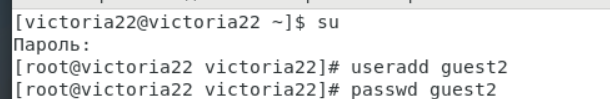 [victoria22@victoria22 ~]$ su
Пароль:
[root@victoria22 victoria22]# useradd guest2
[root@victoria22 victoria22]# passwd guest2